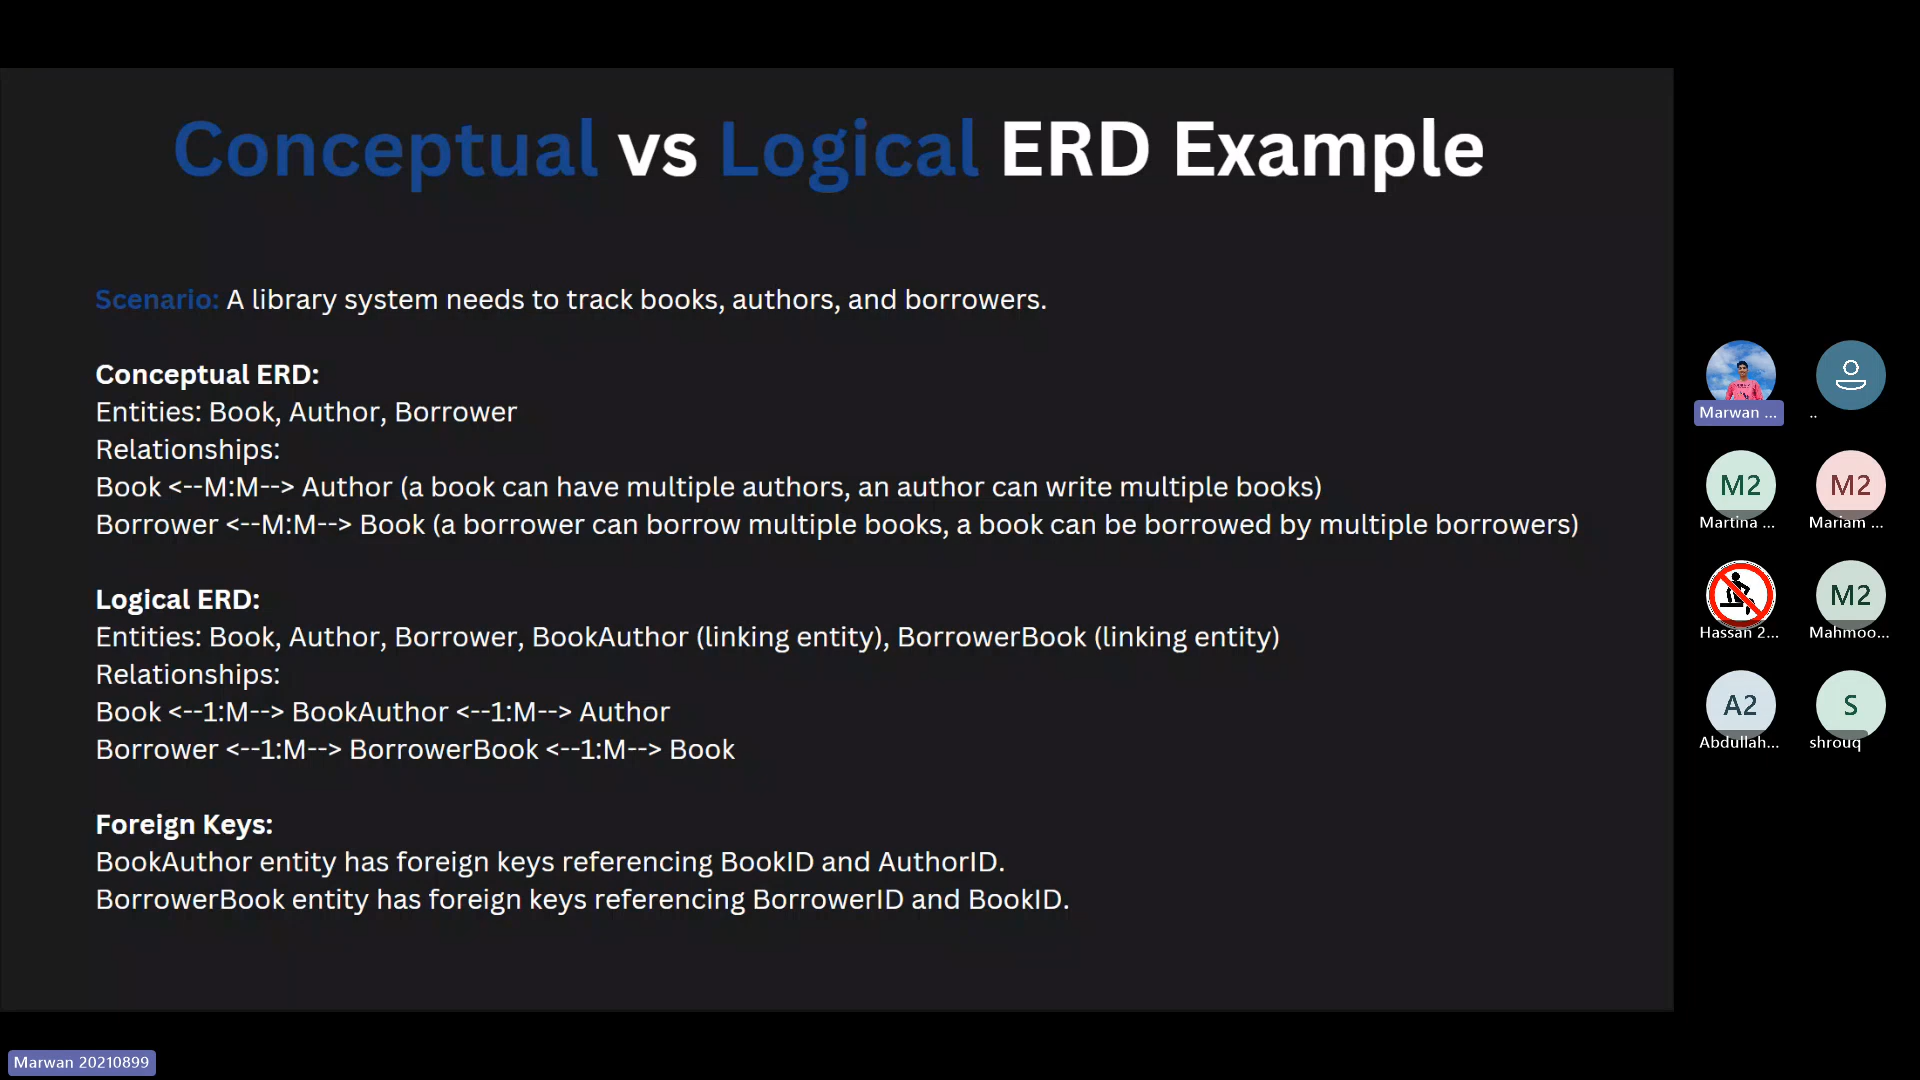 Conceptual vs Logical ERD Example
Scenario: A library system needs to track books, authors, and borrowers.
Conceptual ERD:
Entities: Book, Author, Borrower
Relationships:
Book <--M:M--> Author (a book can have multiple authors, an author can write multiple books)
Borrower <--M:M--> Book (a borrower can borrow multiple books, a book can be borrowed by multiple borrowers)
Logical ERD:
Entities: Book, Author, Borrower, BookAuthor (linking entity), BorrowerBook (linking entity)
Relationships:
Book <--1:M--> BookAuthor <--1:M--> Author
Borrower <--1:M--> BorrowerBook <--1:M--> Book
Foreign Keys:
BookAuthor entity has foreign keys referencing BookID and AuthorID.
BorrowerBook entity has foreign keys referencing BorrowerID and BookID.
Marwan ...
..
M2
Martina ...
M2
Mariam ...
Hassan 2...
M2
Mahmoo...
A2
Abdullah...
S
shrouq
Marwan 20210899